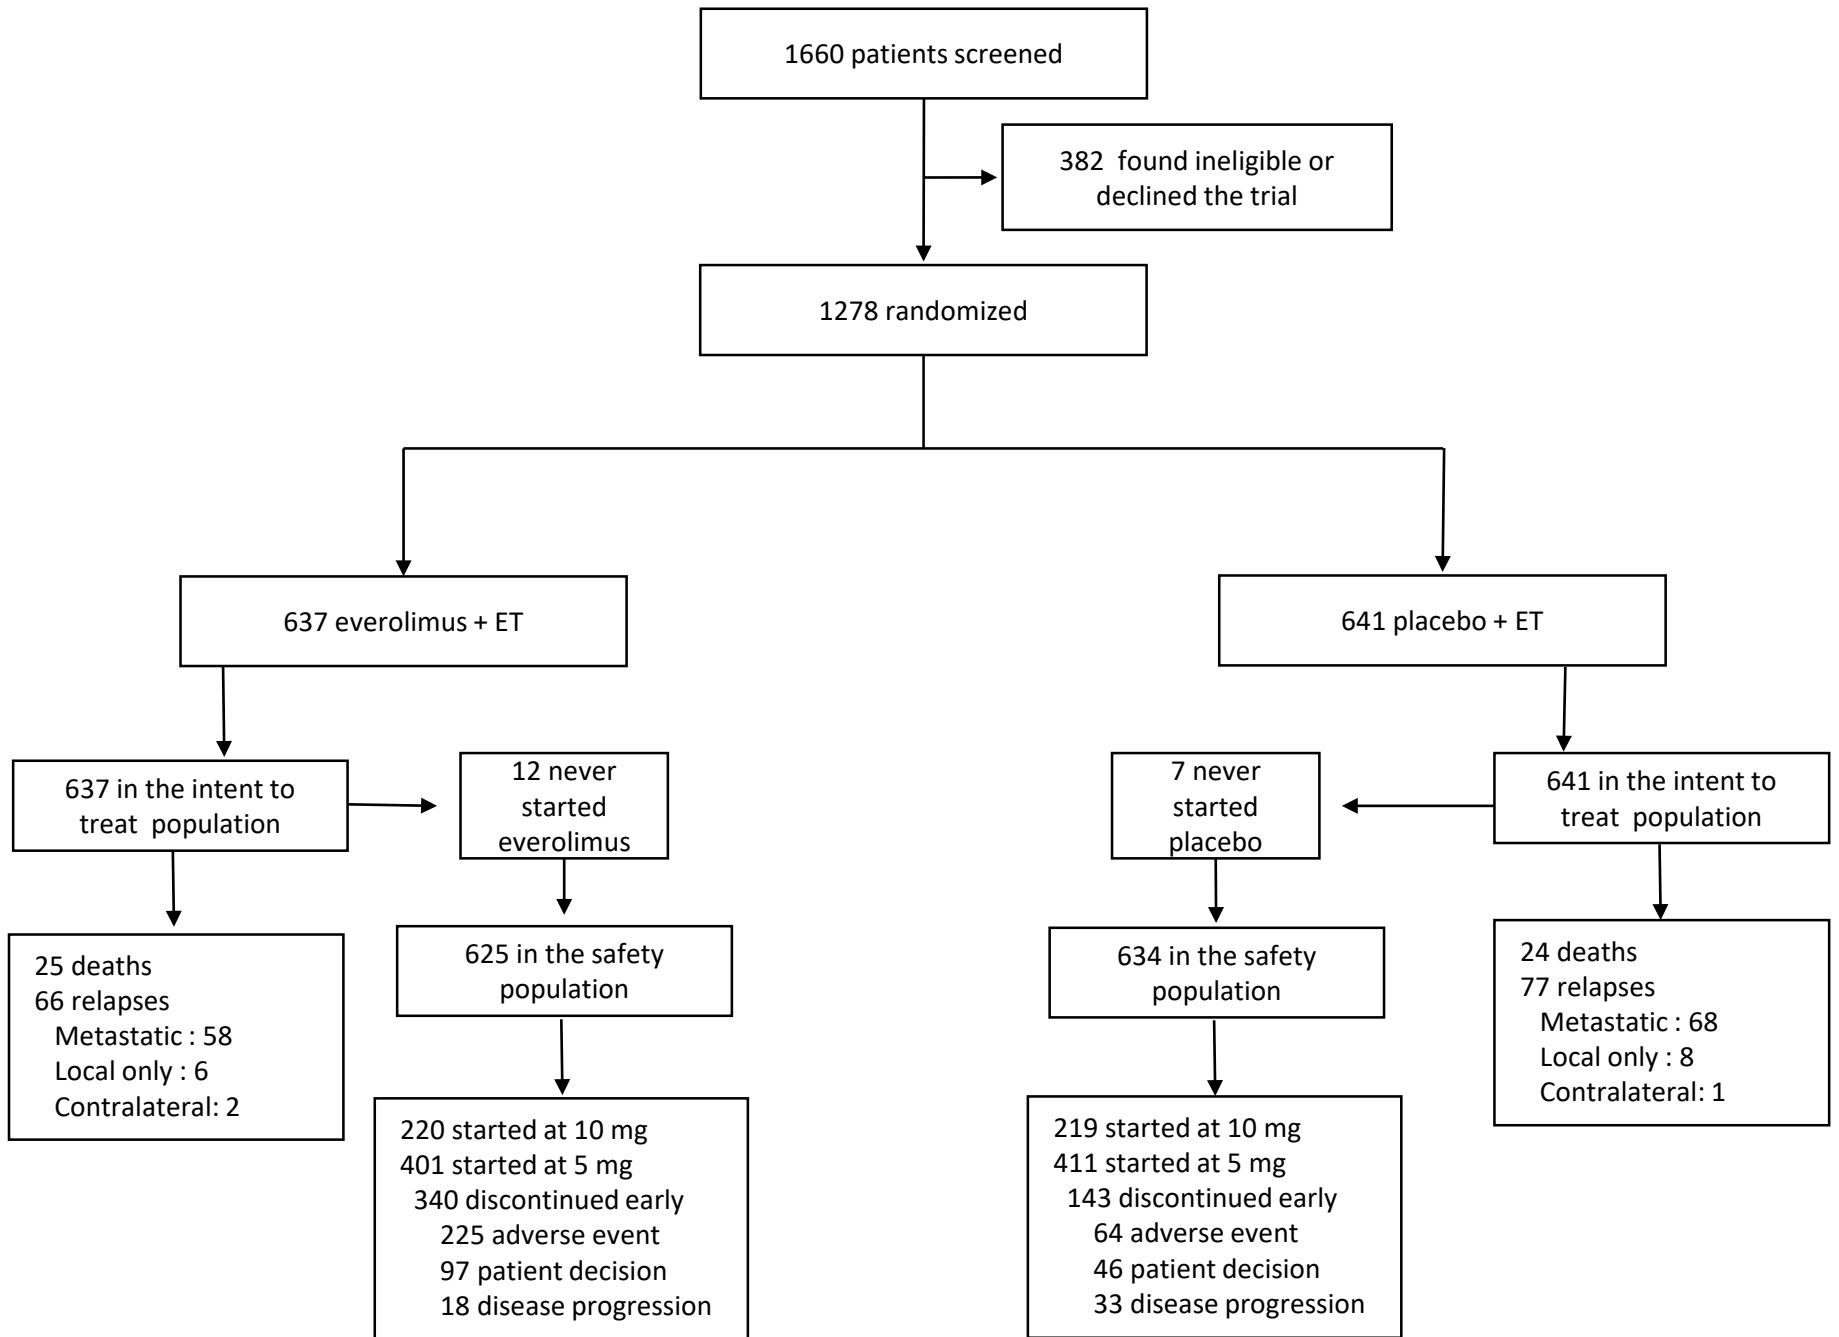 1660 patients screened
382 found ineligible or
declined the trial
1278 randomized
637 everolimus + ET
641 placebo + ET
637 in the intent to
treat population
12 never
started
everolimus
7 never
started
placebo
641 in the intent to
treat population
25 deaths
66 relapses
Metastatic : 58
Local only : 6
Contralateral: 2
625 in the safety
population
634 in the safety
population
24 deaths
77 relapses
Metastatic : 68
Local only : 8
Contralateral: 1
220 started at 10 mg
401 started at 5 mg
340 discontinued early
225 adverse event
97 patient decision
18 disease progression
219 started at 10 mg
411 started at 5 mg
143 discontinued early
64 adverse event
46 patient decision
33 disease progression